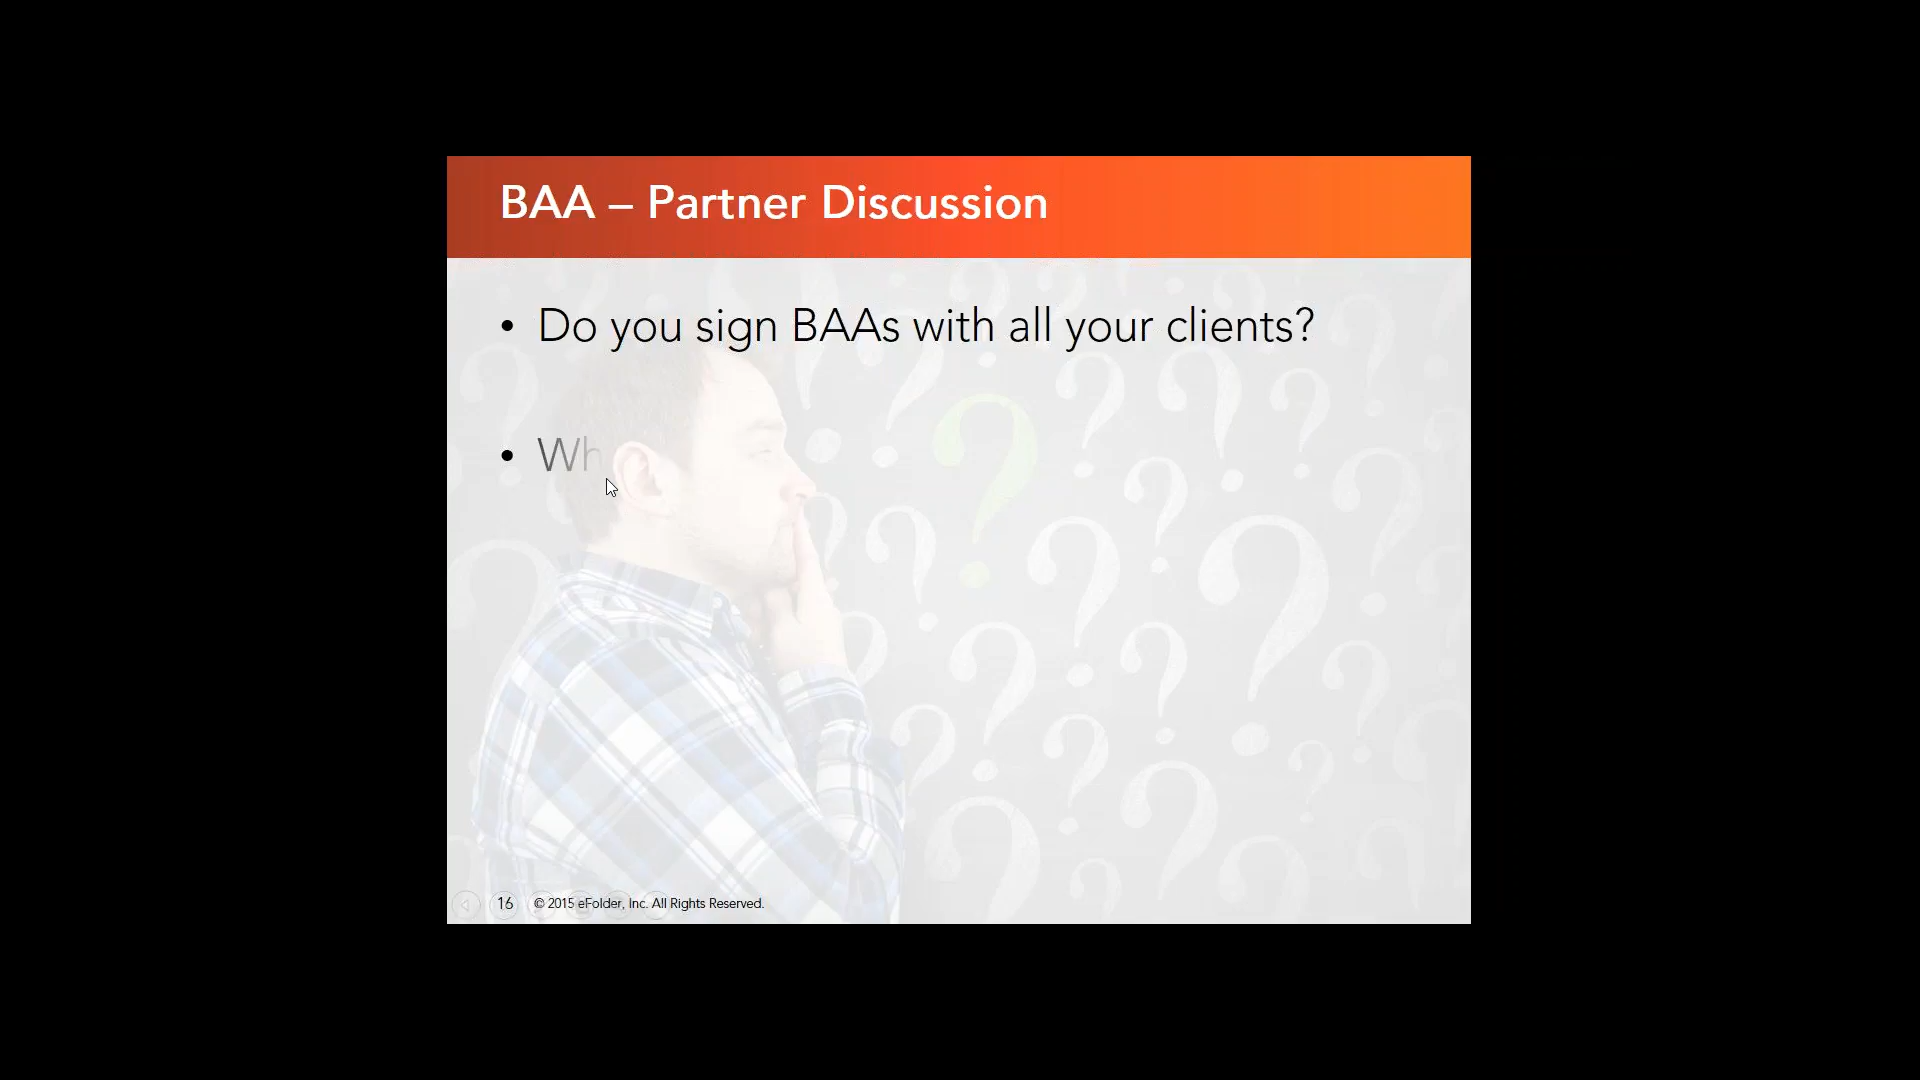 BAA – Partner Discussion
• Do you sign BAAs with all your clients?
• Wh
16 © 2015 eFolder, Inc. All Rights Reserved.